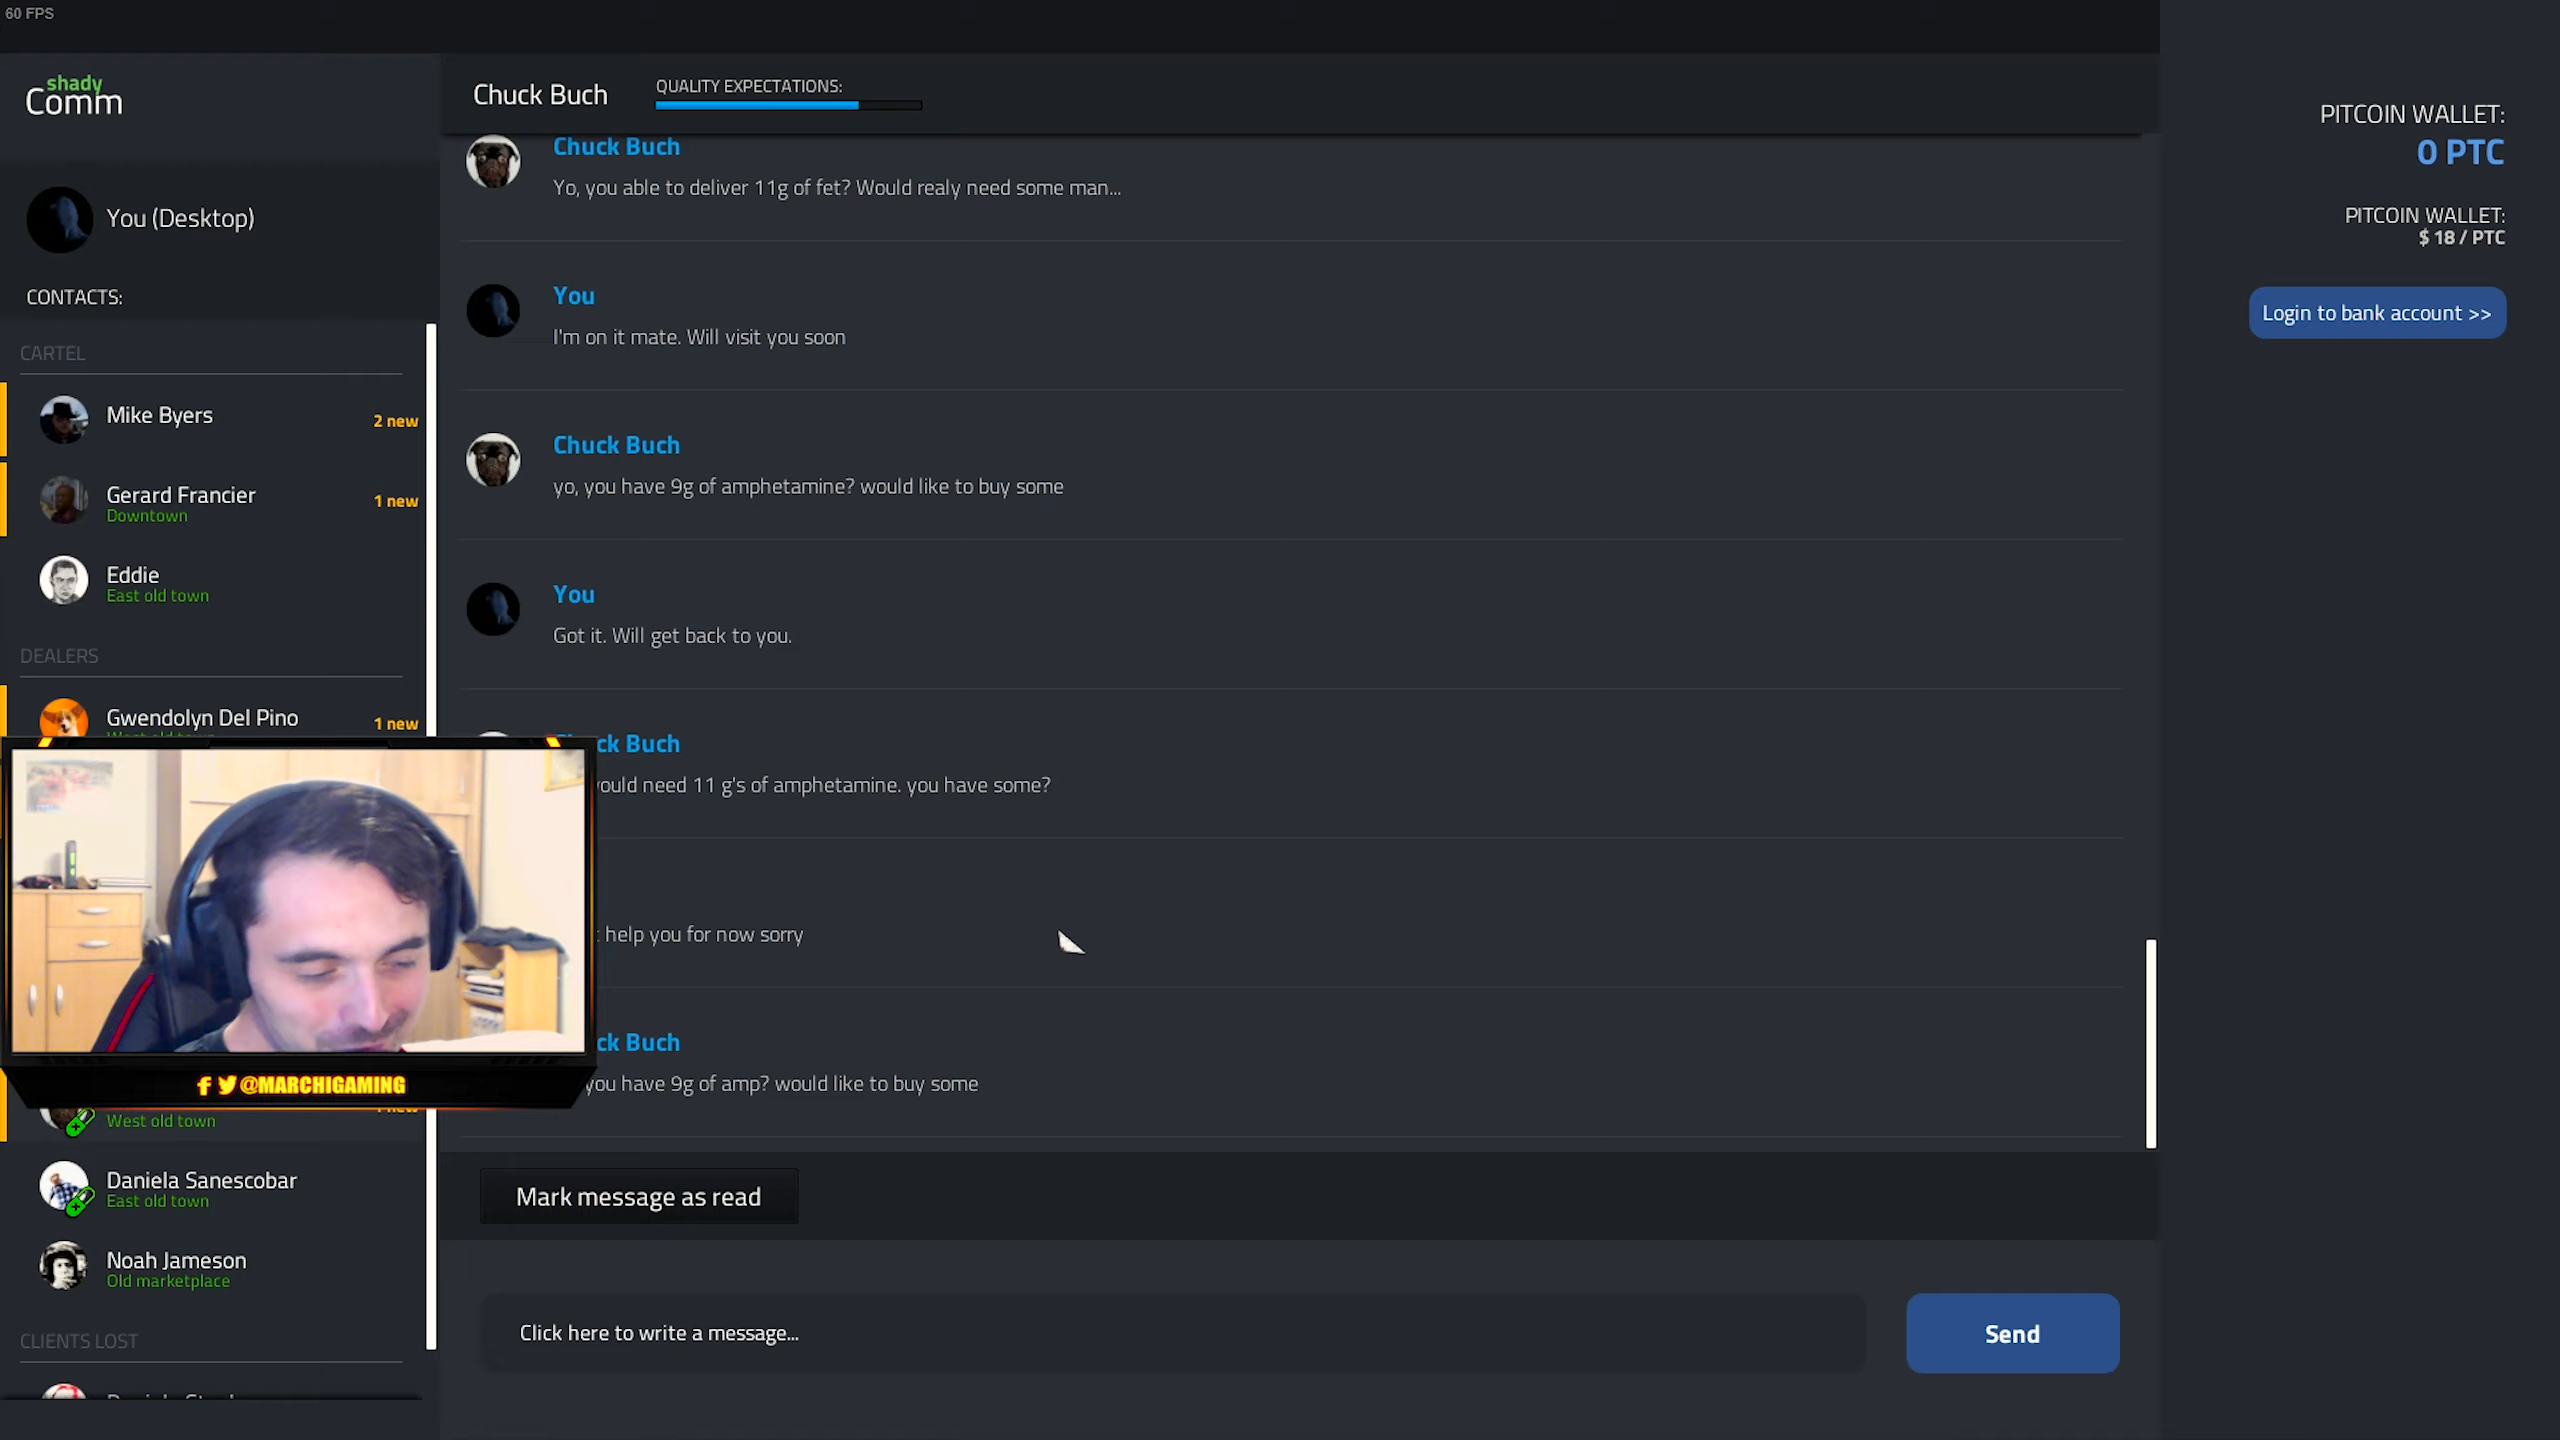 60 FPS
shady
Comm
You (Desktop)
CONTACTS:
CARTEL
Mike Byers
2 new
Gerard Francier
1 new
Downtown
Eddie
East old town
DEALERS
Gwendolyn Del Pino
1 new
@MARCHIGAMING
West old town
Daniela Sanescobar
East old town
Noah Jameson
Old marketplace
CLIENTS LOST
Chuck Buch
QUALITY EXPECTATIONS:
Chuck Buch
Yo, you able to deliver 11g of fet? Would realy need some man...
You
I'm on it mate. Will visit you soon
Chuck Buch
yo, you have 9g of amphetamine? would like to buy some
You
Got it. Will get back to you.
Buch
need 11 g's of amphetamine. you have some?
help you for now sorry
Buch
you have 9g of amp? would like to buy some
Mark message as read
Click here to write a message...
Send
PITCOIN WALLET:
0 PTC
PITCOIN WALLET:
$ 18 / PTC
Login to bank account >>